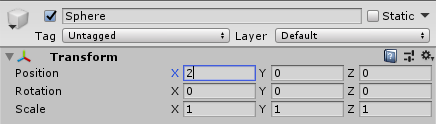 Sphere Static
Tag Untagged Layer Default
Transform
Position X 2 Y 0 Z 0
Rotation X 0 Y 0 Z 0
Scale X 1 Y 1 Z 1